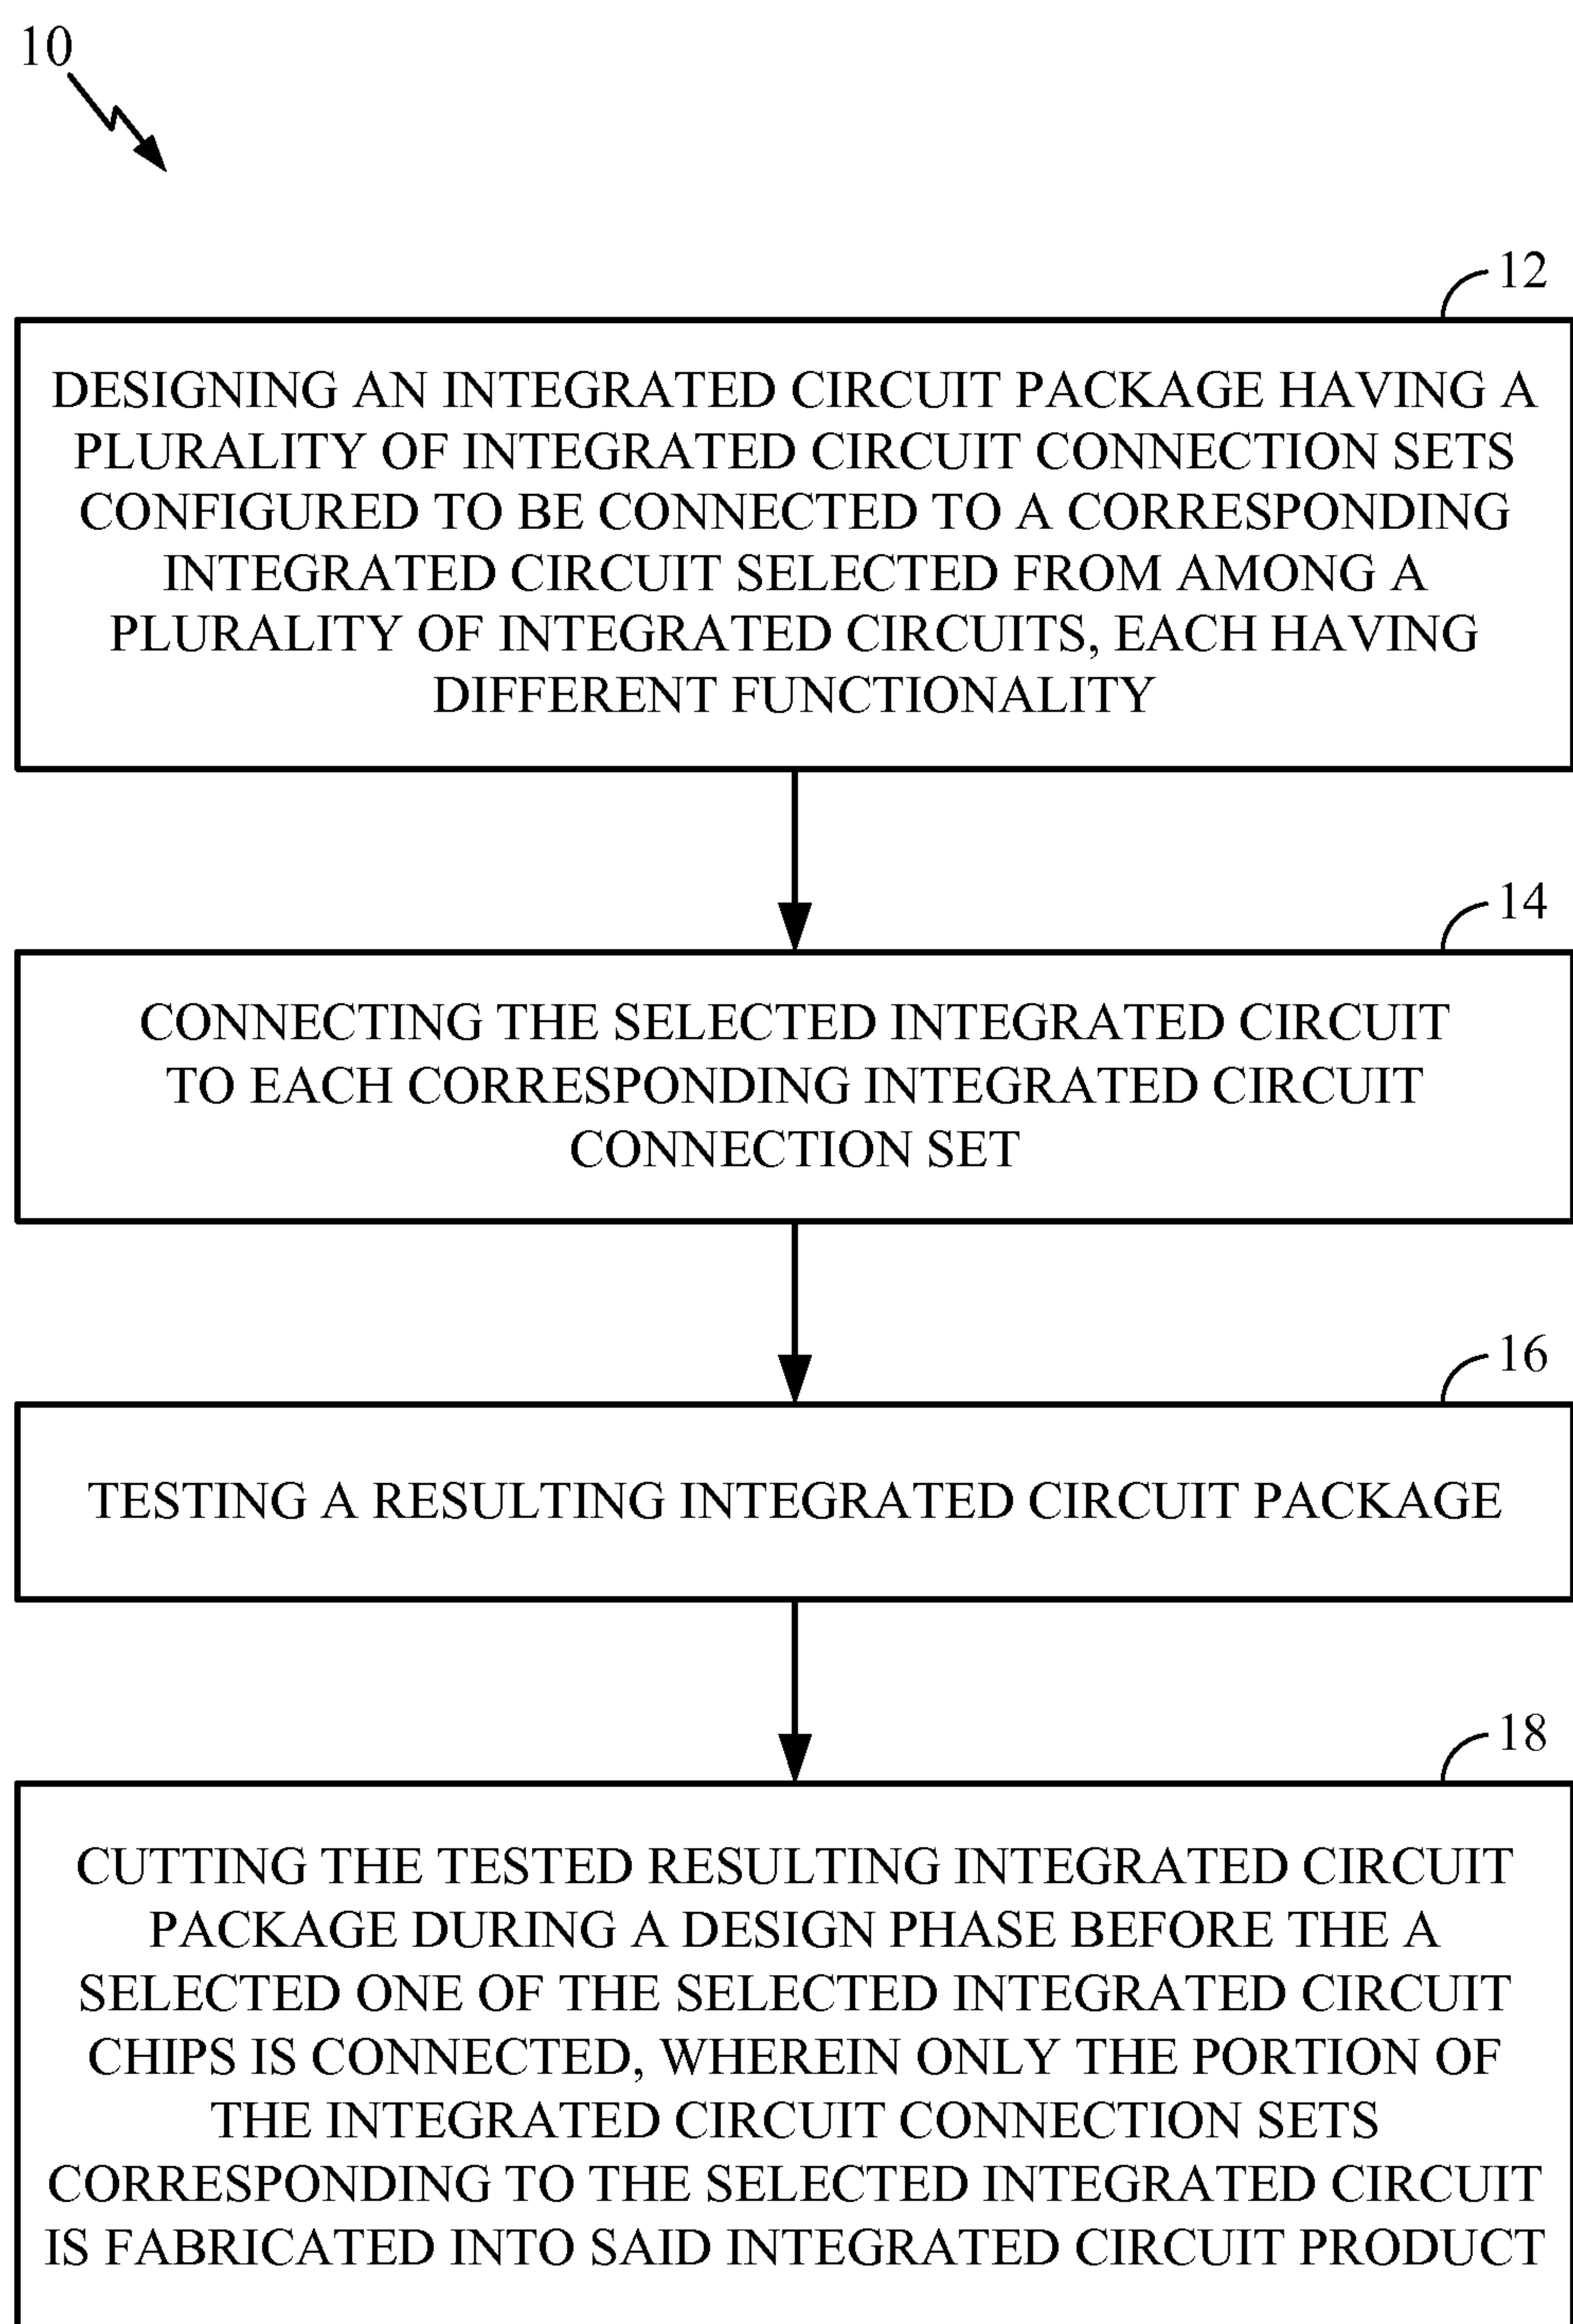 10
12
DESIGNING AN INTEGRATED CIRCUIT PACKAGE HAVING A
PLURALITY OF INTEGRATED CIRCUIT CONNECTION SETS
CONFIGURED TO BE CONNECTED TO A CORRESPONDING
INTEGRATED CIRCUIT SELECTED FROM AMONG A
PLURALITY OF INTEGRATED CIRCUITS, EACH HAVING
DIFFERENT FUNCTIONALITY
14
CONNECTING THE SELECTED INTEGRATED CIRCUIT
TO EACH CORRESPONDING INTEGRATED CIRCUIT
CONNECTION SET
16
TESTING A RESULTING INTEGRATED CIRCUIT PACKAGE
18
CUTTING THE TESTED RESULTING INTEGRATED CIRCUIT
PACKAGE DURING A DESIGN PHASE BEFORE THE A
SELECTED ONE OF THE SELECTED INTEGRATED CIRCUIT
CHIPS IS CONNECTED, WHEREIN ONLY THE PORTION OF
THE INTEGRATED CIRCUIT CONNECTION SETS
CORRESPONDING TO THE SELECTED INTEGRATED CIRCUIT
IS FABRICATED INTO SAID INTEGRATED CIRCUIT PRODUCT